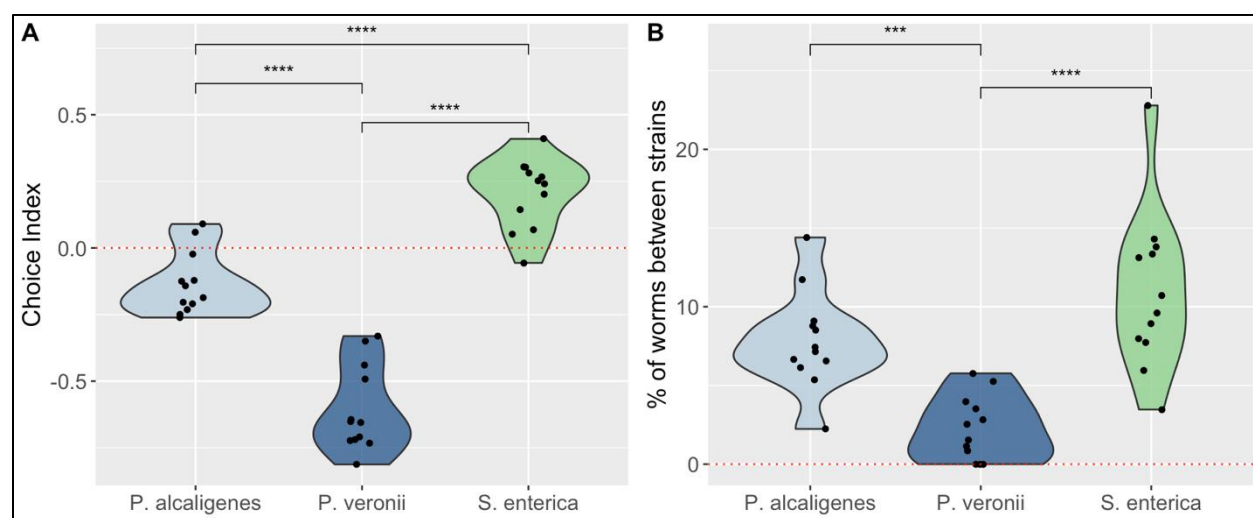 A
****
****
****
Choice Index
0.5
0.0
-0.5
P. alcaligenes P. veronii S. enterica
B
***
****
% of worms between strains
20
10
0
P. alcaligenes P. veronii S. enterica